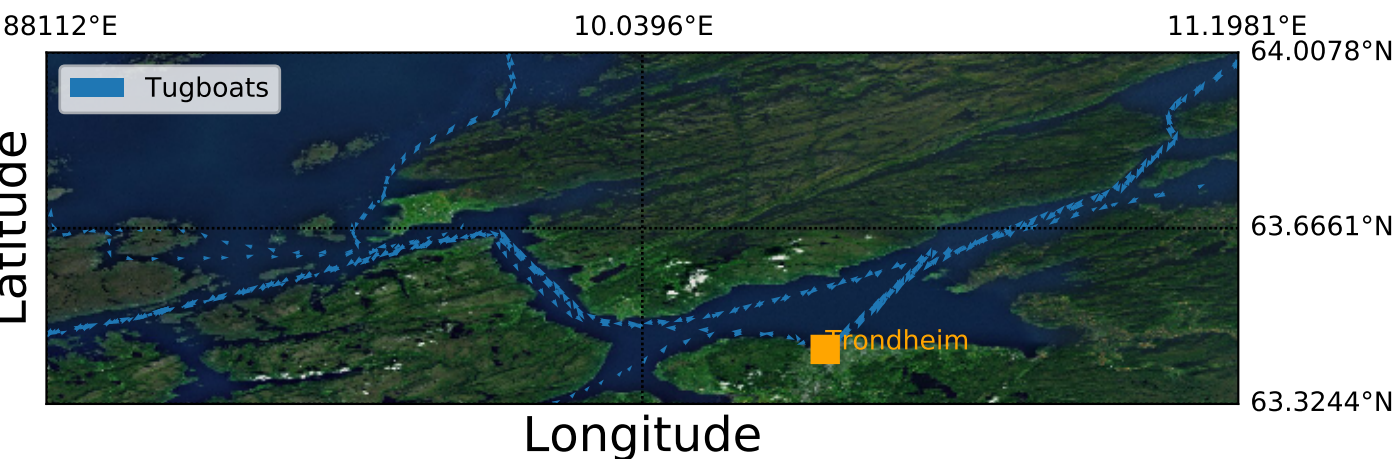 88112°E 10.0396°E 11.1981°E
64.0078°N
Tugboats
Latitude
63.6661°N
Trondheim
63.3244°N
Longitude